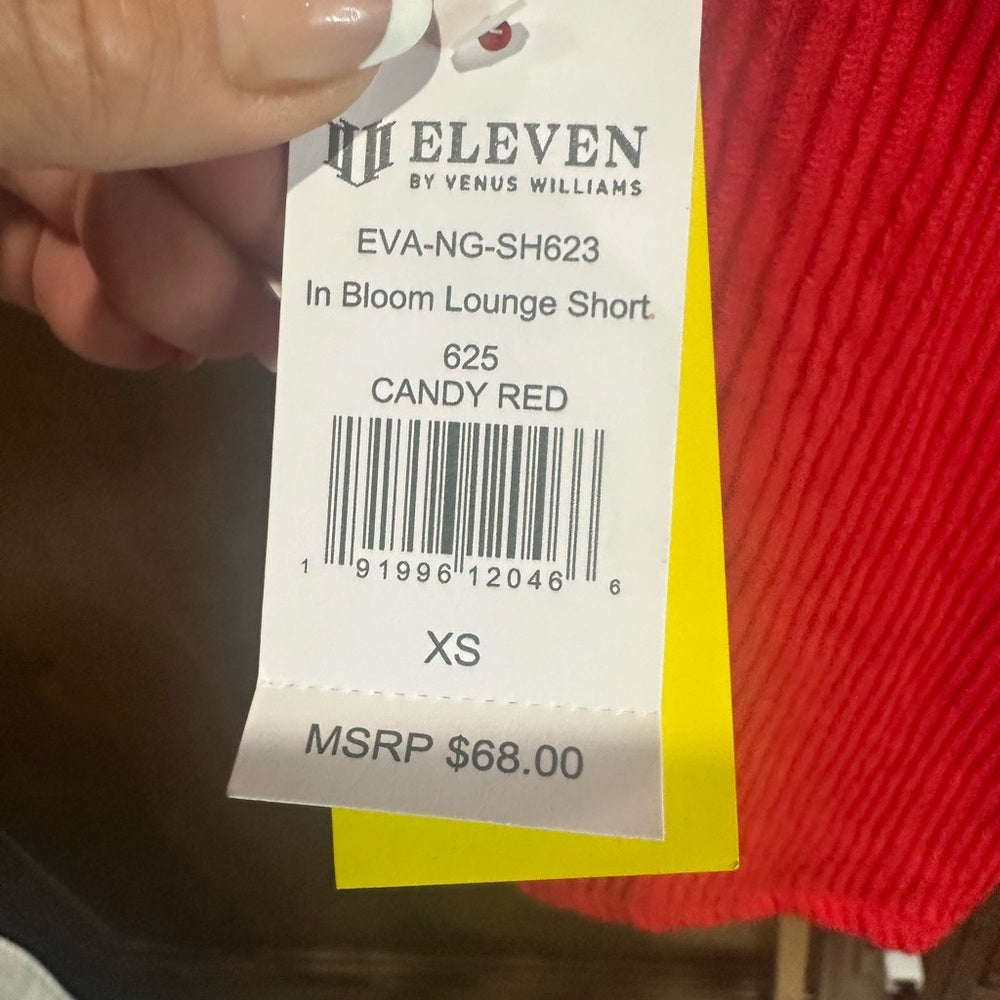 ELEVEN
BY VENUS WILLIAMS
EVA-NG-SH623
In Bloom Lounge Short
625
CANDY RED
1 91996 12046 6
XS
MSRP $68.00